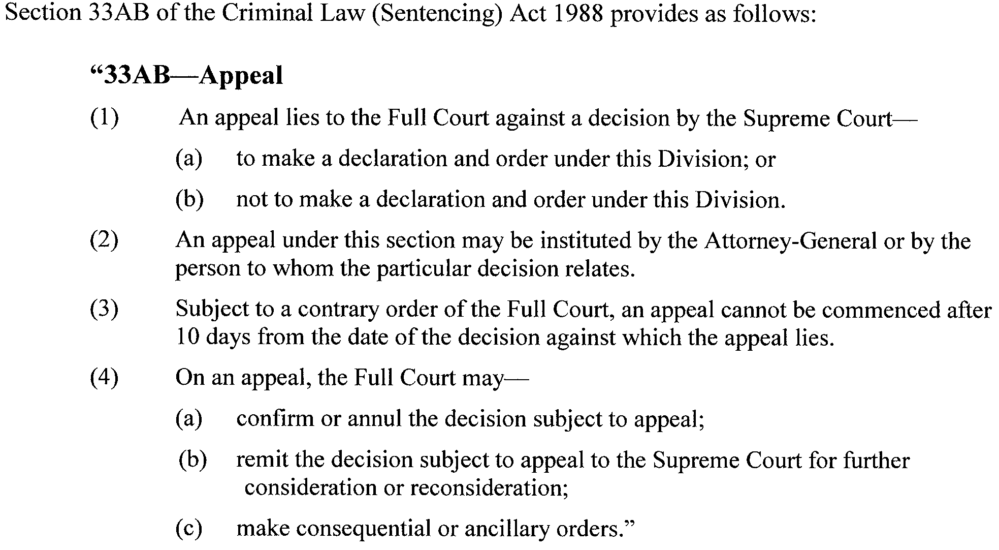 Section 33AB of the Criminal Law (Sentencing) Act 1988 provides as follows:
“33AB—Appeal
(1) An appeal lies to the Full Court against a decision by the Supreme Court—
(a) to make a declaration and order under this Division; or
(b) not to make a declaration and order under this Division.
(2) An appeal under this section may be instituted by the Attorney-General or by the
person to whom the particular decision relates.
(3) Subject to a contrary order of the Full Court, an appeal cannot be commenced after
10 days from the date of the decision against which the appeal lies.
(4) On an appeal, the Full Court may—
(a) confirm or annul the decision subject to appeal;
(b) remit the decision subject to appeal to the Supreme Court for further
consideration or reconsideration;
(c) make consequential or ancillary orders.”